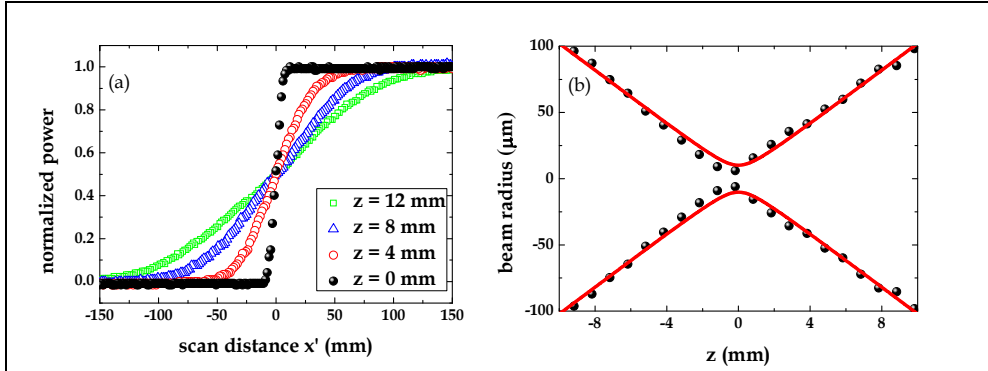 (a)
normalized power
1.0
0.8
0.6
0.4
0.2
0.0
z = 12 mm
z = 8 mm
z = 4 mm
z = 0 mm
-150 -100 -50 0 50 100 150
scan distance x' (mm)
(b)
beam radius (μm)
100
50
0
-50
-100
-8 -4 0 4 8
z (mm)